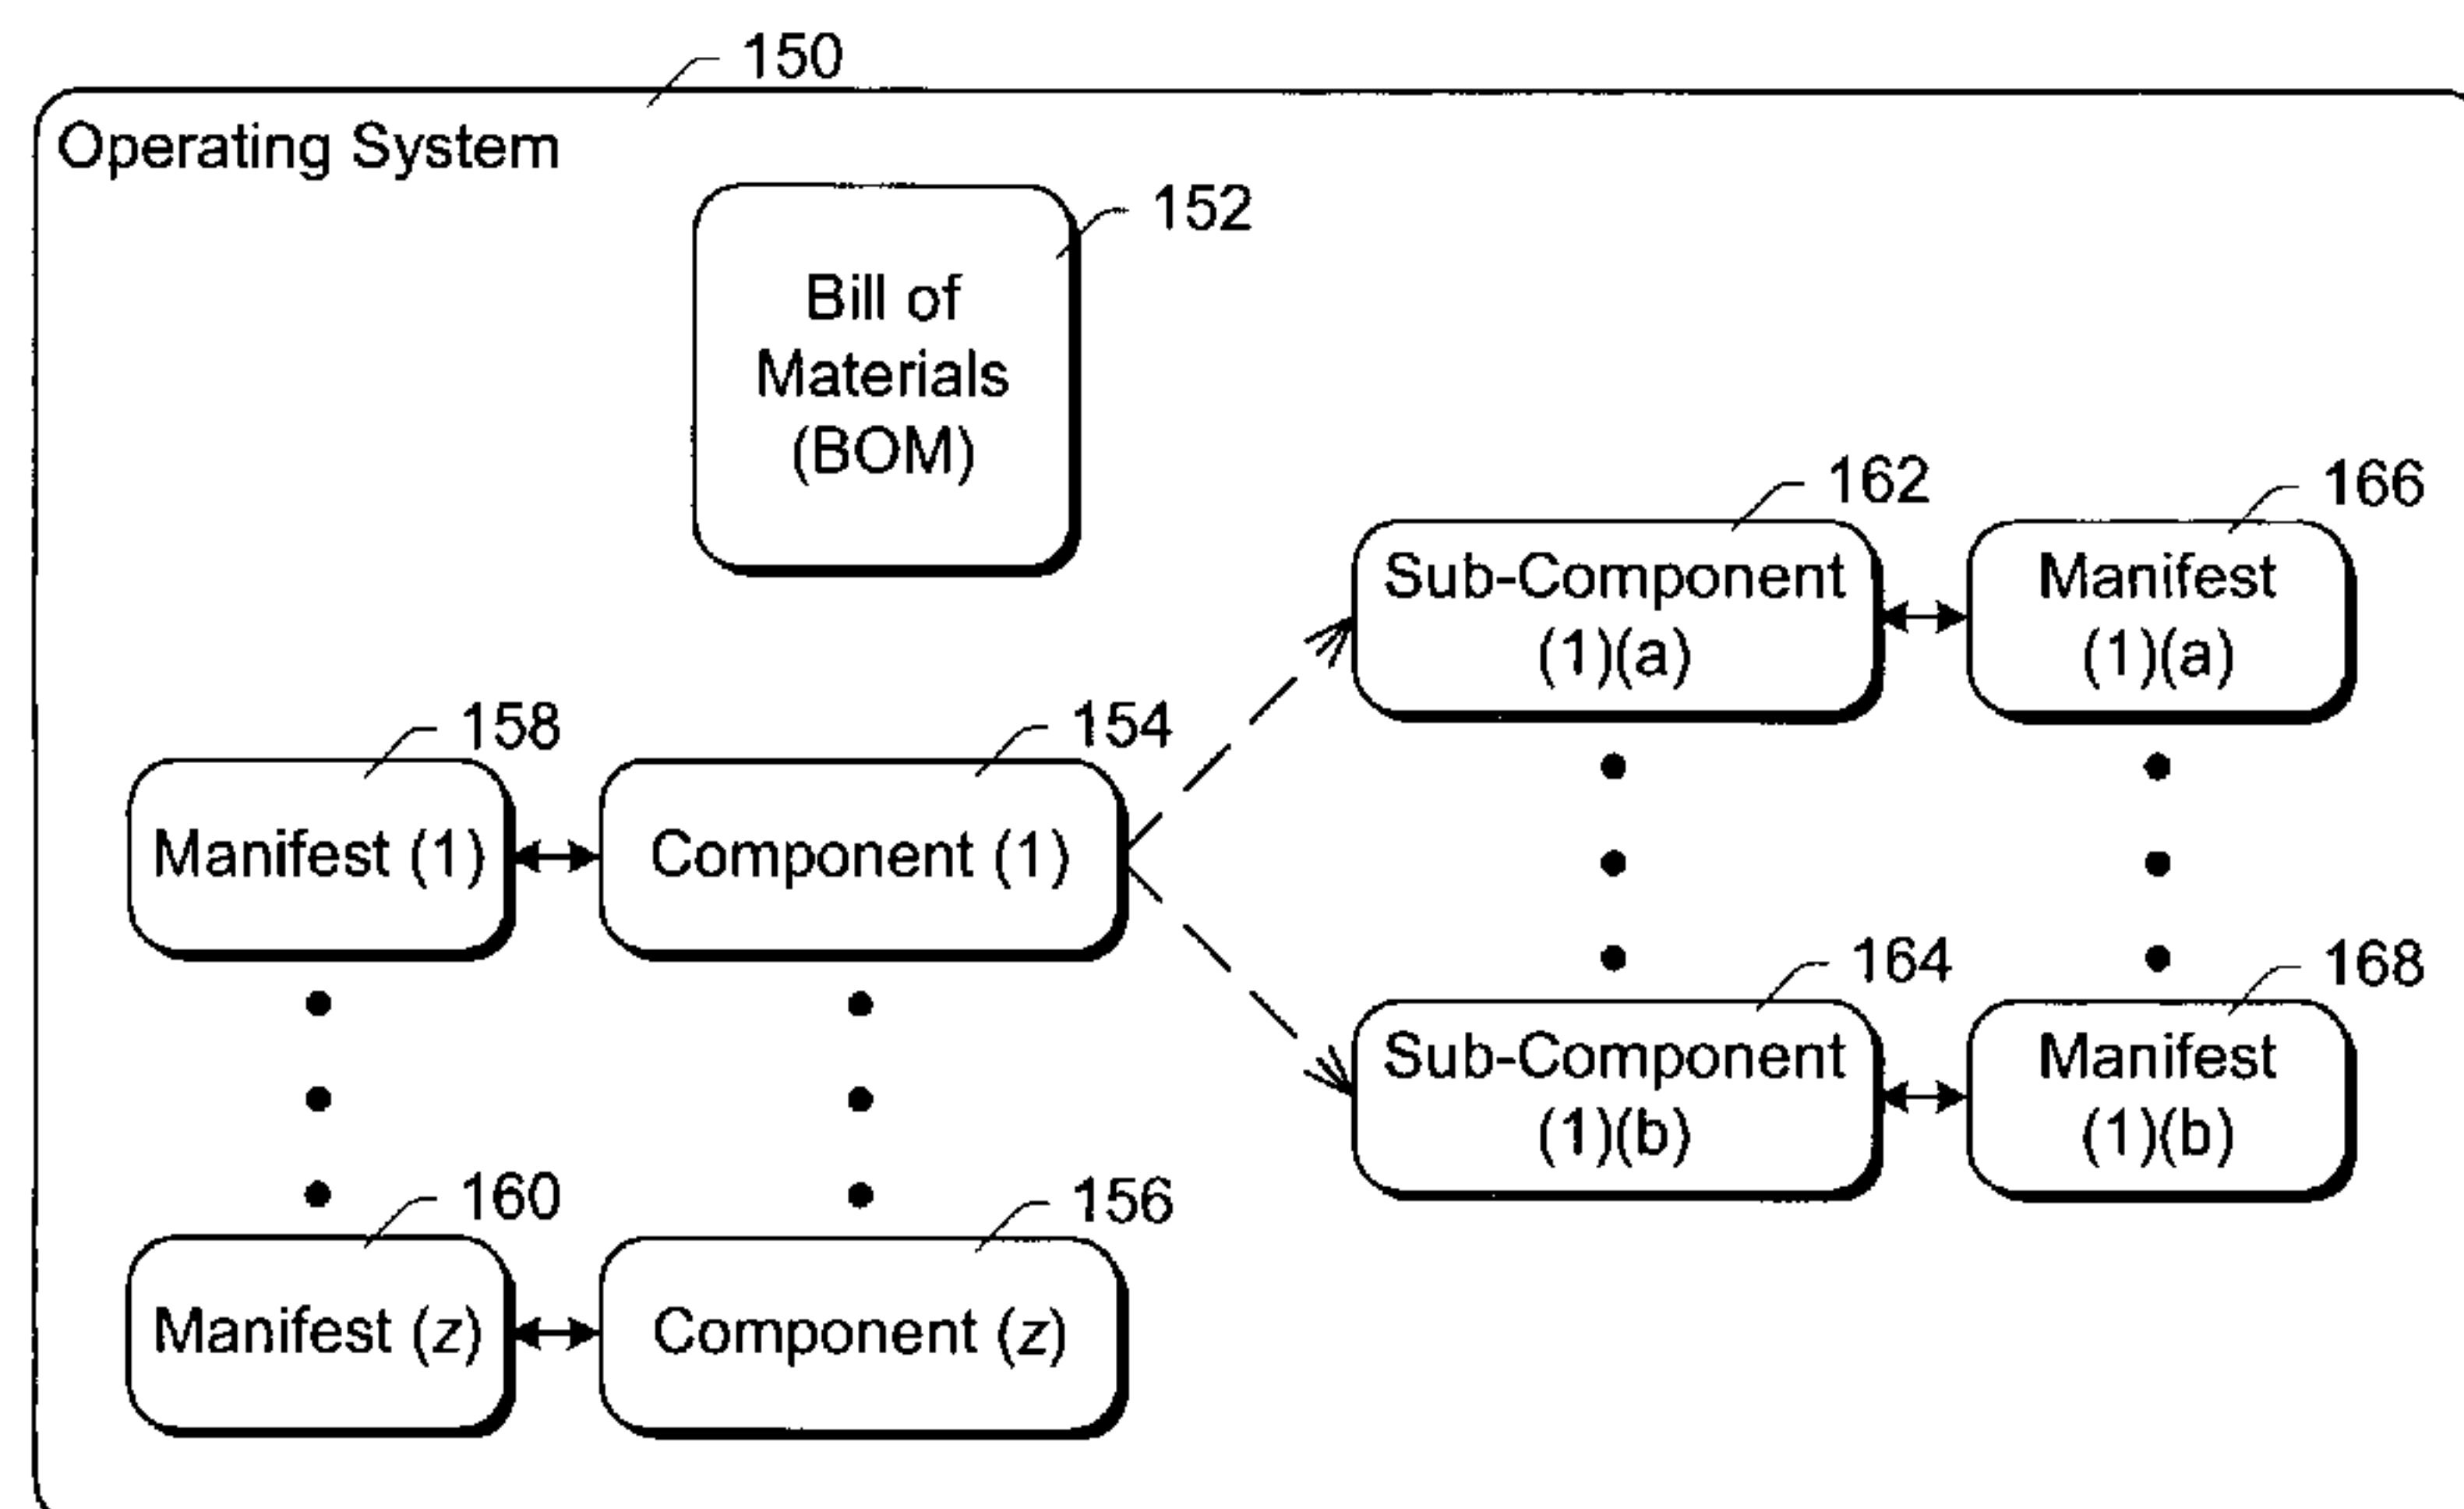 150
Operating System
152
Bill of
Materials
(BOM)
162
166
Sub-Component
(1)(a)
Manifest
(1)(a)
158
154
Manifest (1)
Component (1)
164
168
Sub-Component
(1)(b)
Manifest
(1)(b)
160
156
Manifest (z)
Component (z)